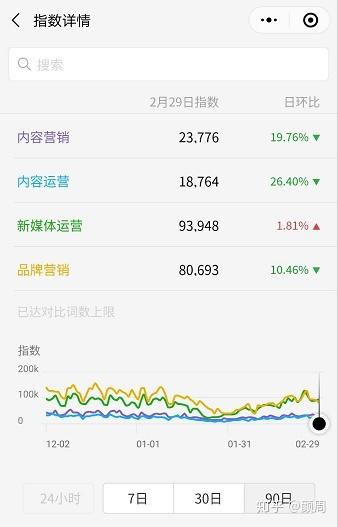 指数详情
搜索
2月29日指数 日环比
内容营销 23,776 19.76%
内容运营 18,764 26.40%
新媒体运营 93,948 1.81%
品牌营销 80,693 10.46%
已达对比词数上限
指数
200k
100k
0
12-02 01-01 01-31 02-29
24小时 7日 30日 90日
知乎 @颜周